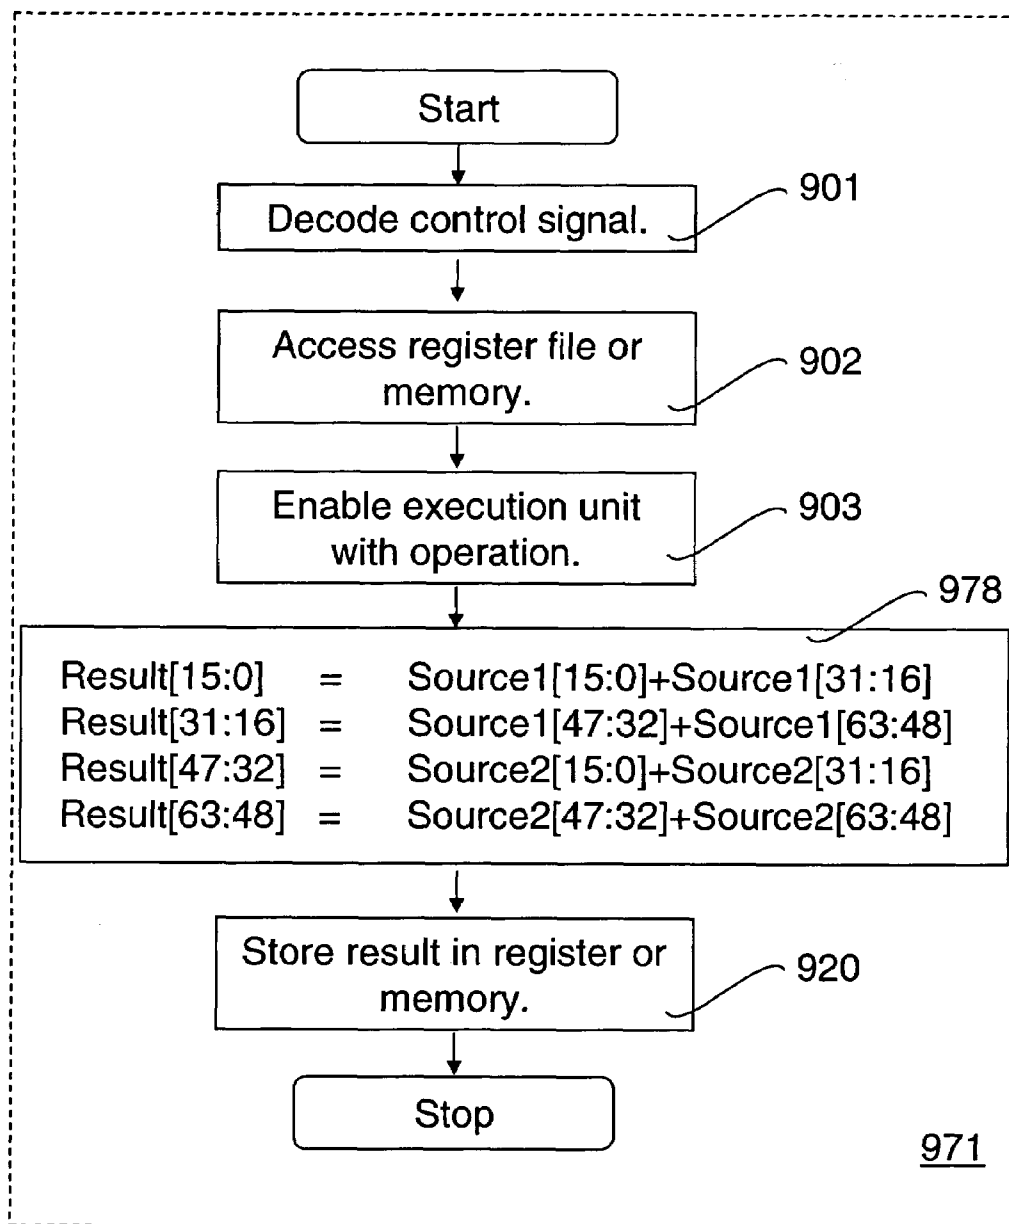 Start
Decode control signal.
901
Access register file or
memory.
902
Enable execution unit
with operation.
903
978
Result[15:0] = Source1[15:0]+Source1[31:16]
Result[31:16] = Source1[47:32]+Source1[63:48]
Result[47:32] = Source2[15:0]+Source2[31:16]
Result[63:48] = Source2[47:32]+Source2[63:48]
Store result in register or
memory.
920
Stop
971